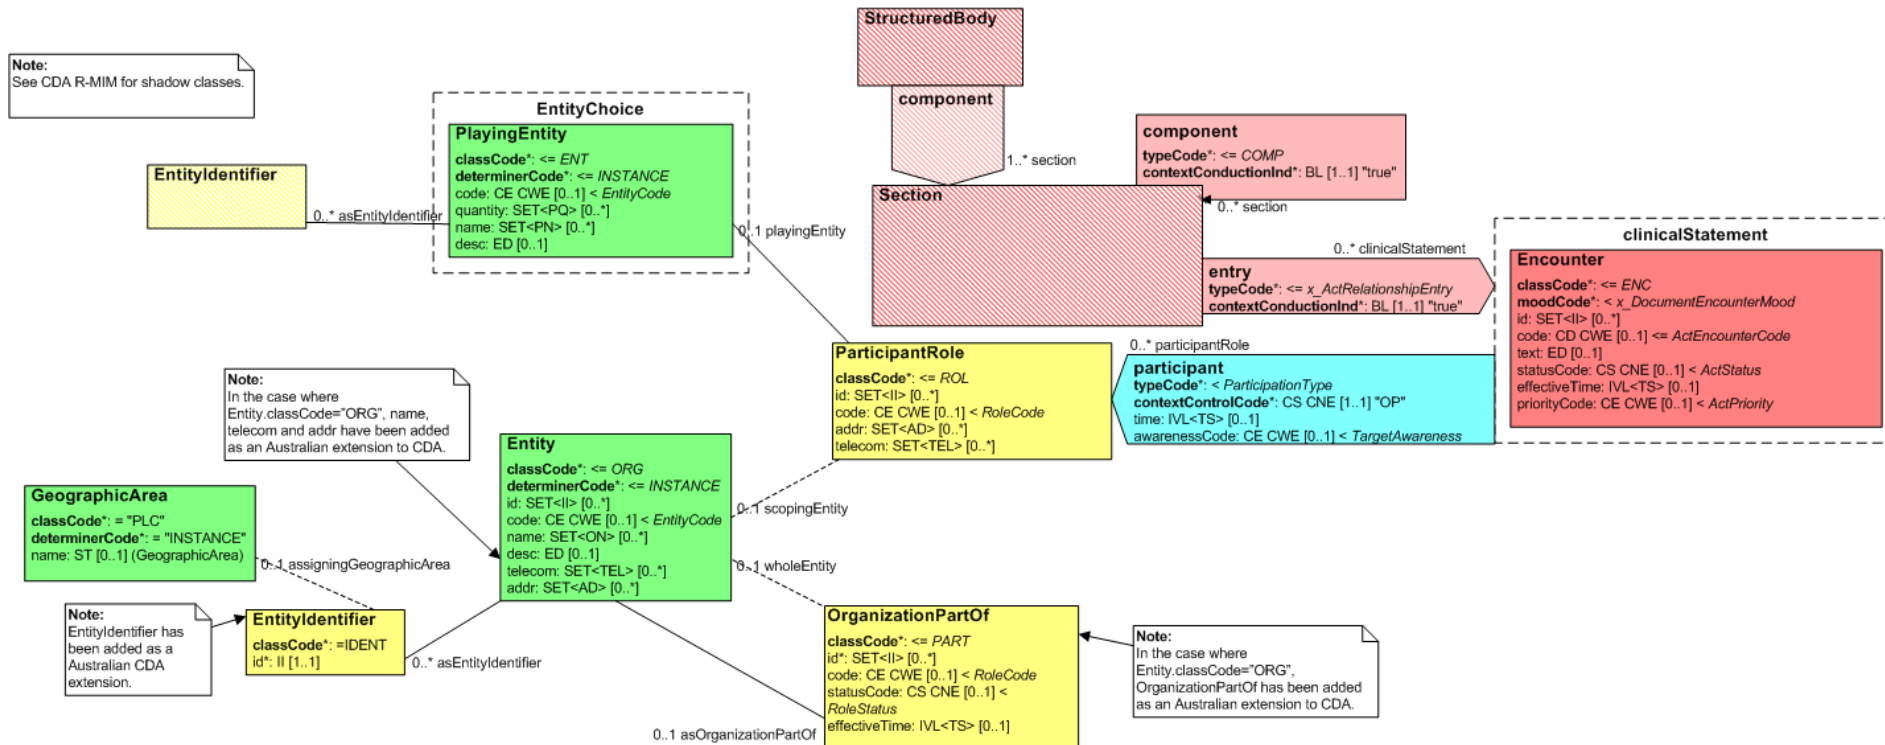 StructuredBody
Note:
See CDA R-MIM for shadow classes.
component
1..* section
EntityChoice
PlayingEntity
classCode*: <= ENT
determinerCode*: <= INSTANCE
code: CE CWE [0..1] < EntityCode
quantity: SET<PQ> [0..*]
name: SET<PN> [0..*]
desc: ED [0..1]
component
typeCode*: <= COMP
contextConductionInd*: BL [1..1] "true"
0..* section
EntityIdentifier
0..* asEntityIdentifier
0..1 playingEntity
Section
0..* clinicalStatement
entry
typeCode*: <= x_ActRelationshipEntry
contextConductionInd*: BL [1..1] "true"
clinicalStatement
Encounter
classCode*: <= ENC
moodCode*: < x_DocumentEncounterMood
id: SET<II> [0..*]
code: CD CWE [0..1] <= ActEncounterCode
text: ED [0..1]
statusCode: CS CNE [0..1] < ActStatus
effectiveTime: IVL<TS> [0..1]
priorityCode: CE CWE [0..1] < ActPriority
ParticipantRole
classCode*: <= ROL
id: SET<II> [0..*]
code: CE CWE [0..1] < RoleCode
addr: SET<AD> [0..*]
telecom: SET<TEL> [0..*]
0..* participantRole
participant
typeCode*: < ParticipationType
contextControlCode*: CS CNE [1..1] "OP"
time: IVL<TS> [0..1]
awarenessCode: CE CWE [0..1] < TargetAwareness
Note:
In the case where
Entity.classCode="ORG", name,
telecom and addr have been added
as an Australian extension to CDA.
Entity
classCode*: <= ORG
determinerCode*: <= INSTANCE
id: SET<II> [0..*]
code: CE CWE [0..1] < EntityCode
name: SET<ON> [0..*]
desc: ED [0..1]
telecom: SET<TEL> [0..*]
addr: SET<AD> [0..*]
0..1 scopingEntity
0..1 wholeEntity
GeographicArea
classCode*: = "PLC"
determinerCode*: = "INSTANCE"
name: ST [0..1] (GeographicArea)
0..1 assigningGeographicArea
Note:
EntityIdentifier has
been added as a
Australian CDA
extension.
EntityIdentifier
classCode*: =IDENT
id*: II [1..1]
0..* asEntityIdentifier
OrganizationPartOf
classCode*: <= PART
id*: SET<II> [0..*]
code: CE CWE [0..1] < RoleCode
statusCode: CS CNE [0..1] <
RoleStatus
effectiveTime: IVL<TS> [0..1]
0..1 asOrganizationPartOf
Note:
In the case where
Entity.classCode="ORG",
OrganizationPartOf has been added
as an Australian extension to CDA.